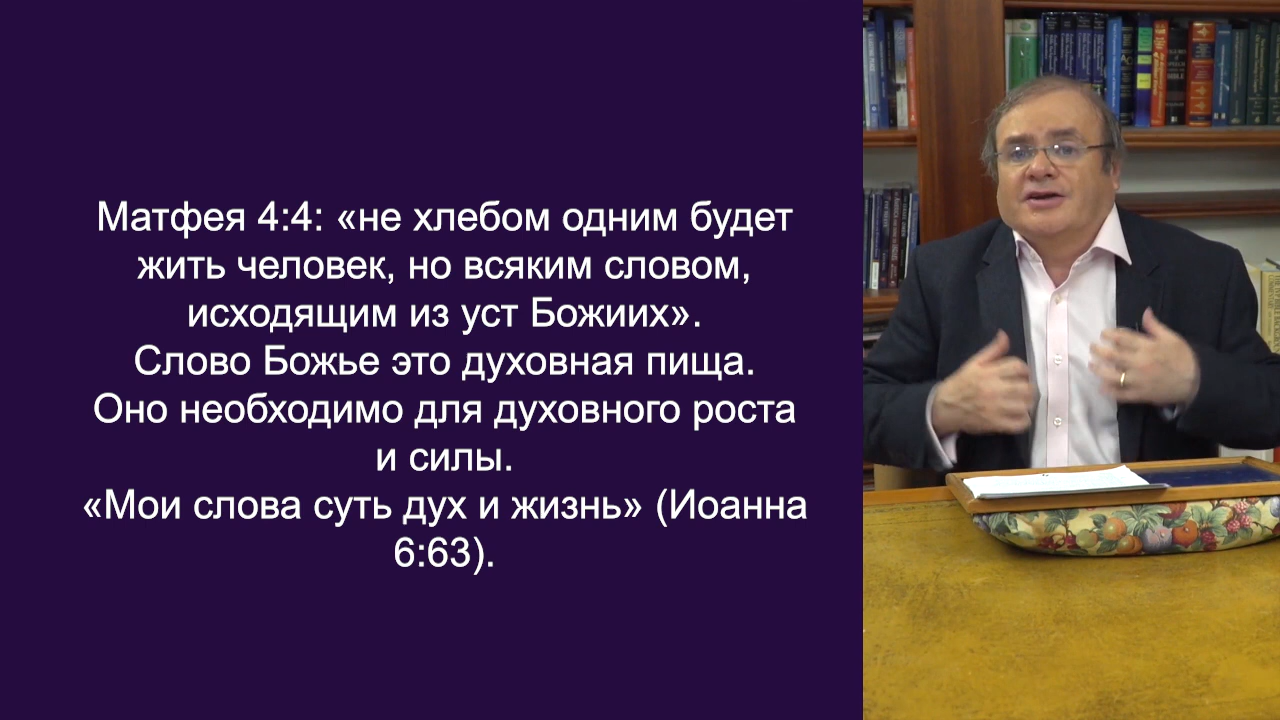 Матфея 4:4: «не хлебом одним будет
жить человек, но всяким словом,
исходящим из уст Божиих».
Слово Божье это духовная пища.
Оно необходимо для духовного роста
и силы.
«Мои слова суть дух и жизнь» (Иоанна
6:63).